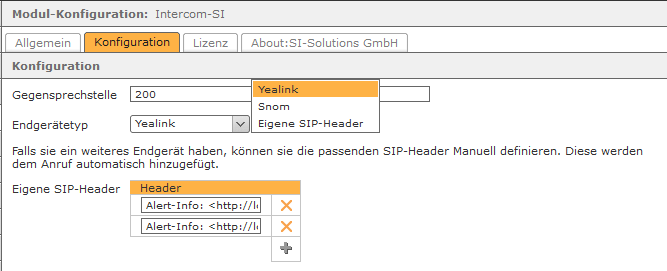 Modul-Konfiguration: Intercom-SI
Allgemein Konfiguration Lizenz About:SI-Solutions GmbH
Konfiguration
Gegensprechstelle 200
Yealink
Snom
Eigene SIP-Header
Endgerätetyp Yealink
Falls sie ein weiteres Endgerät haben, können sie die passenden SIP-Header Manuell definieren. Diese werden
dem Anruf automatisch hinzugefügt.
Eigene SIP-Header Header
Alert-Info: <http://l
Alert-Info: <http://l